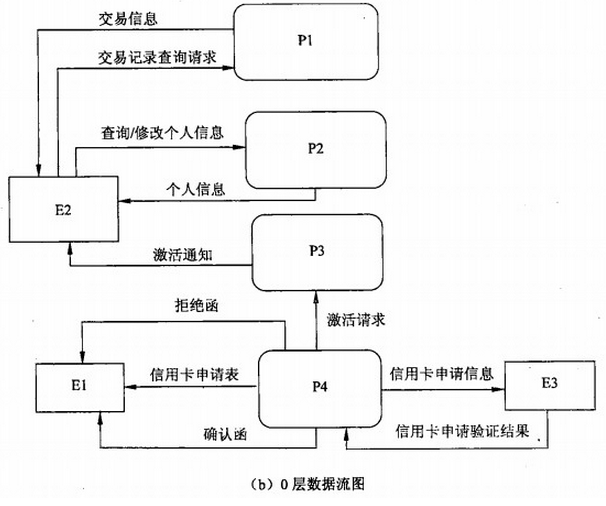 交易信息
P1
交易记录查询请求
查询/修改个人信息
P2
个人信息
E2
激活通知
P3
拒绝函
激活请求
E1
信用卡申请表
P4
信用卡申请信息
E3
确认函
信用卡申请验证结果
(b) 0层数据流图